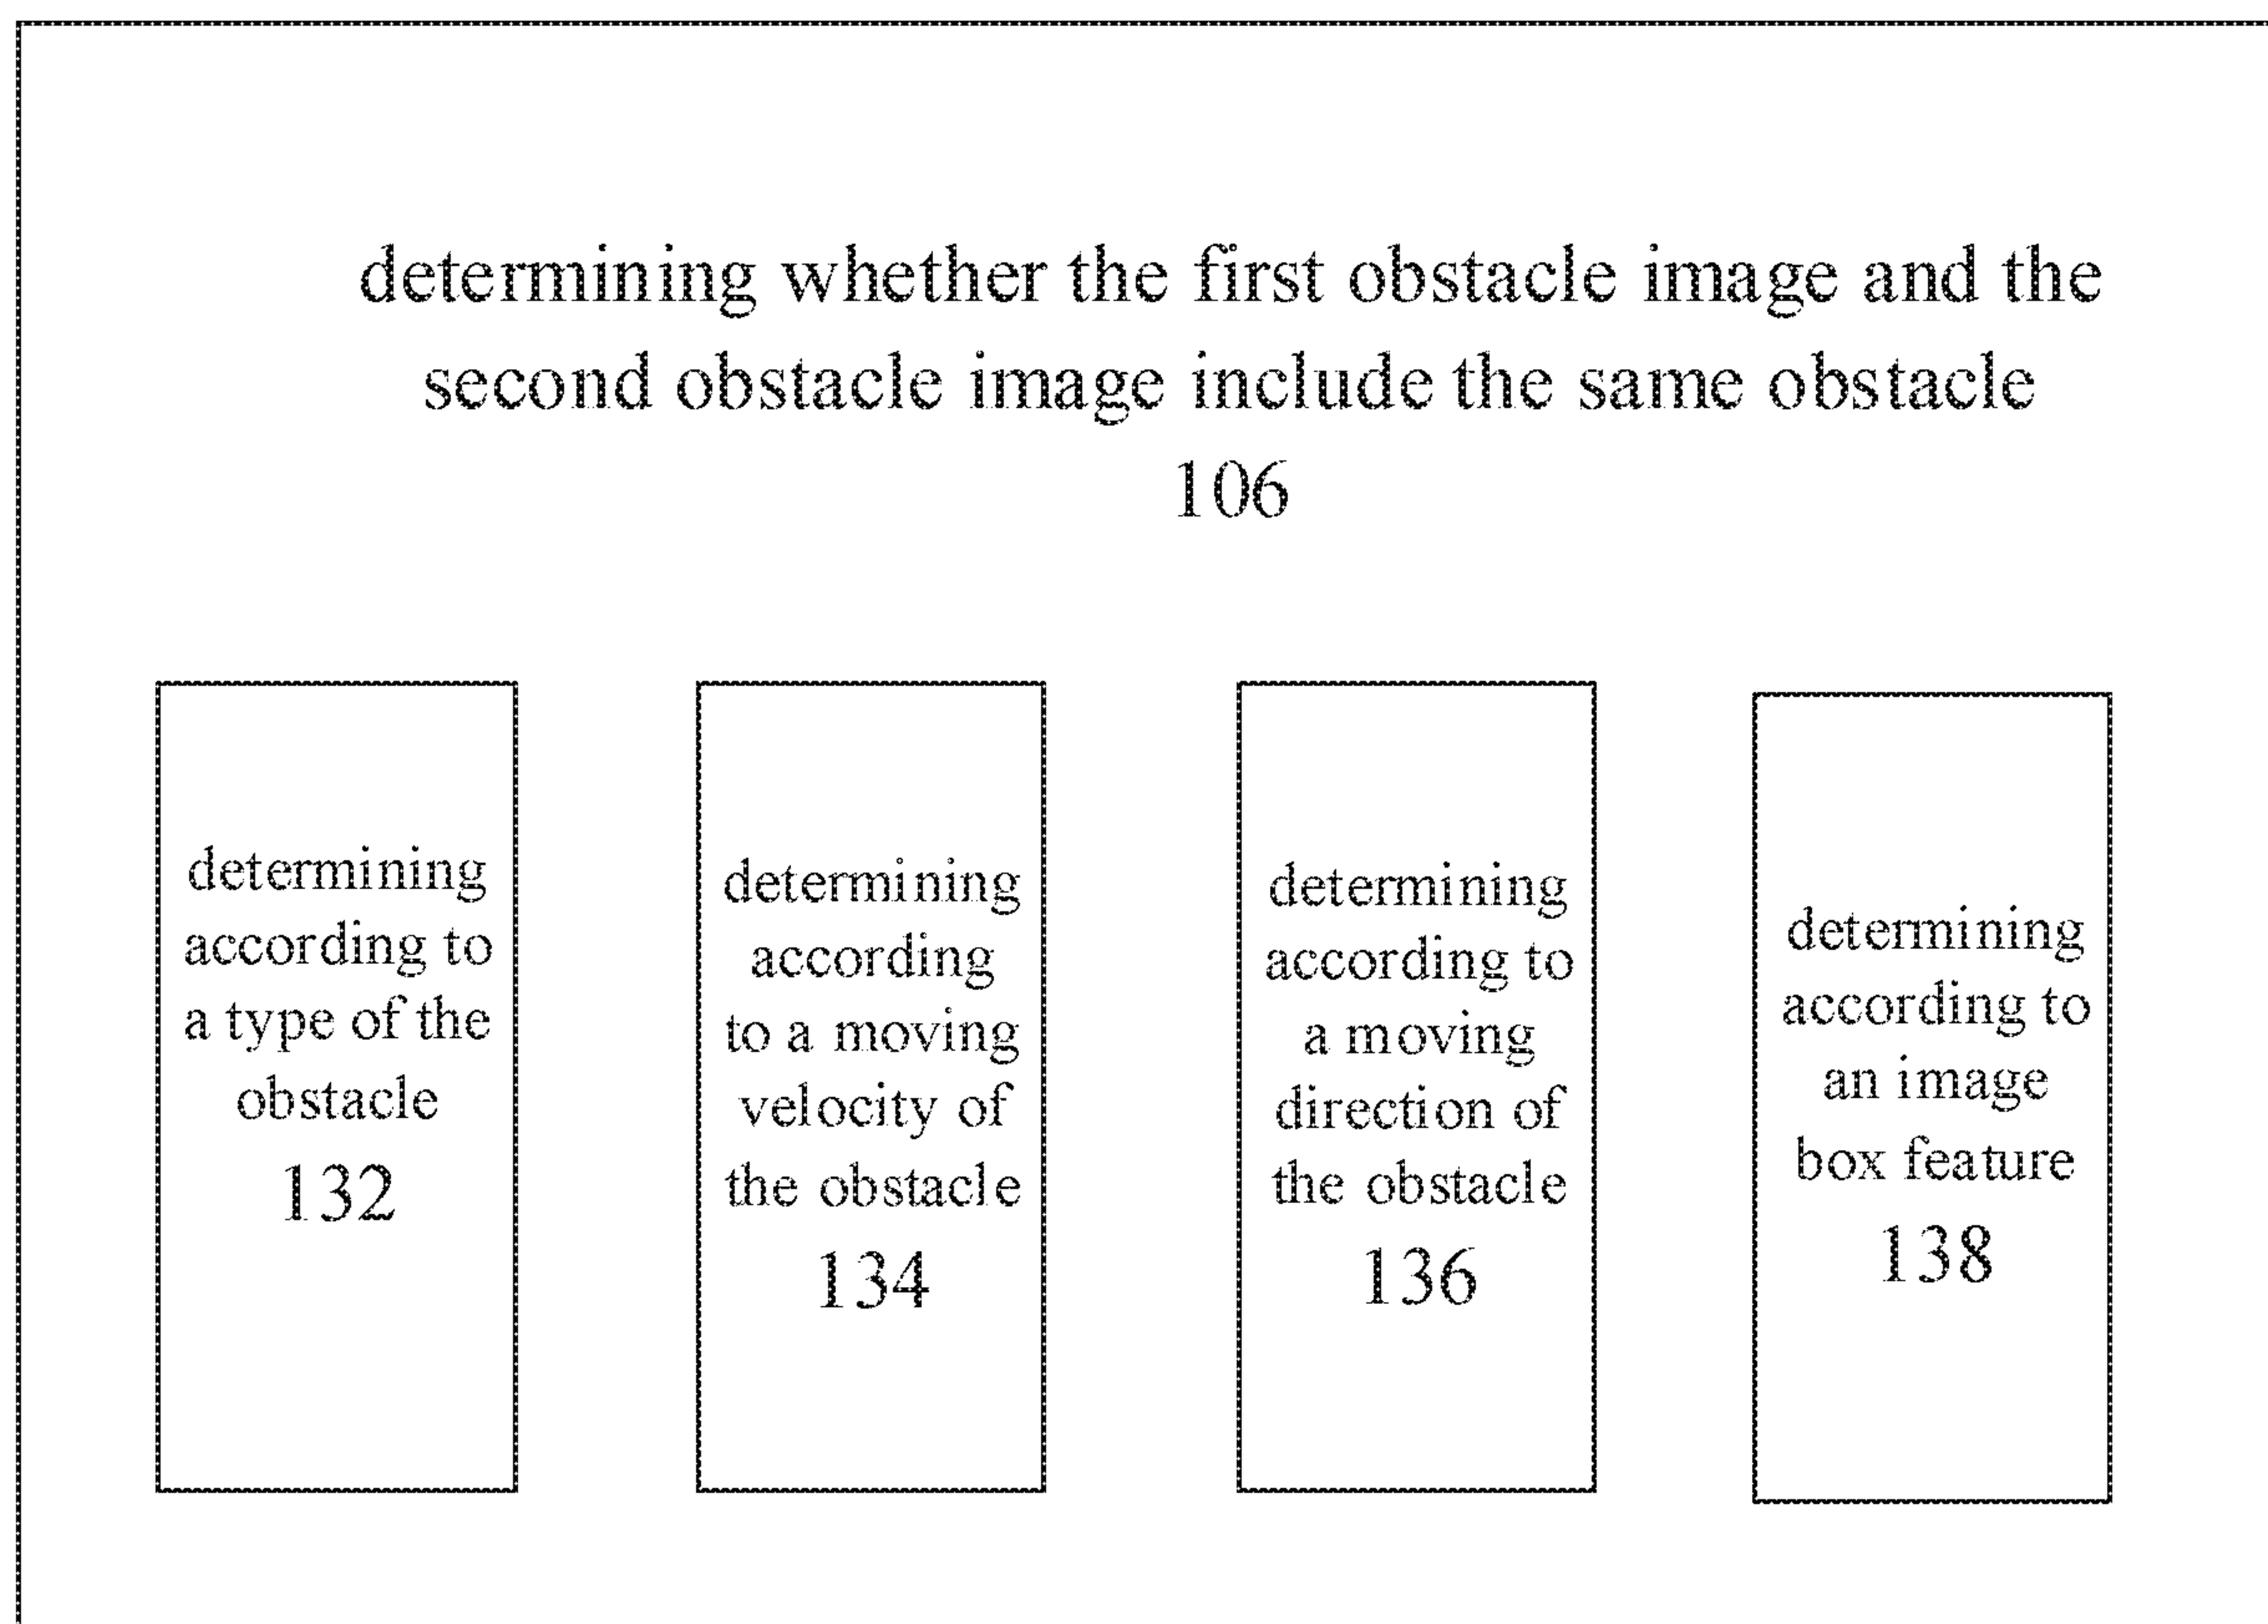 determining whether the first obstacle image and the
second obstacle image include the same obstacle
106
determining
according to
a type of the
obstacle
132
determining
according
to a moving
velocity of
the obstacle
134
determining
according to
a moving
direction of
the obstacle
136
determining
according to
an image
box feature
138